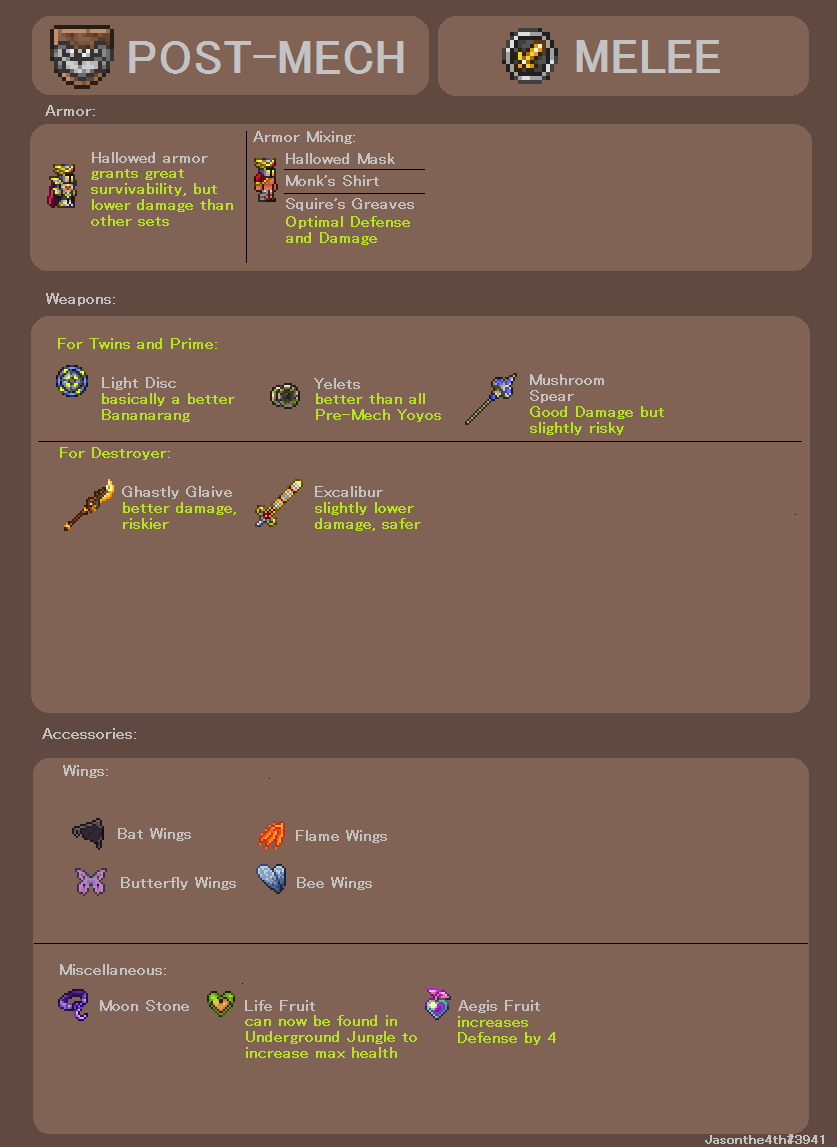 POST-MECH
MELEE
Armor:
Hallowed armor
grants great
survivability, but
lower damage than
other sets
Armor Mixing:
Hallowed Mask
Monk's Shirt
Squire's Greaves
Optimal Defense
and Damage
Weapons:
For Twins and Prime:
Light Disc
basically a better
Bananarang
Yelets
better than all
Pre-Mech Yoyos
Mushroom
Spear
Good Damage but
slightly risky
For Destroyer:
Ghastly Glaive
better damage,
riskier
Excalibur
slightly lower
damage, safer
Accessories:
Wings:
Bat Wings
Flame Wings
Butterfly Wings
Bee Wings
Miscellaneous:
Moon Stone
Life Fruit
can now be found in
Underground Jungle to
increase max health
Aegis Fruit
increases
Defense by 4
Jasonthe4th#3941